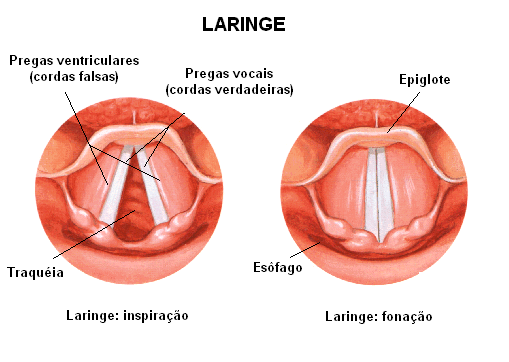 LARINGE
Pregas ventriculares
(cordas falsas)
Pregas vocais
(cordas verdadeiras)
Epiglote
Traquéia
Esôfago
Laringe: inspiração
Laringe: fonação